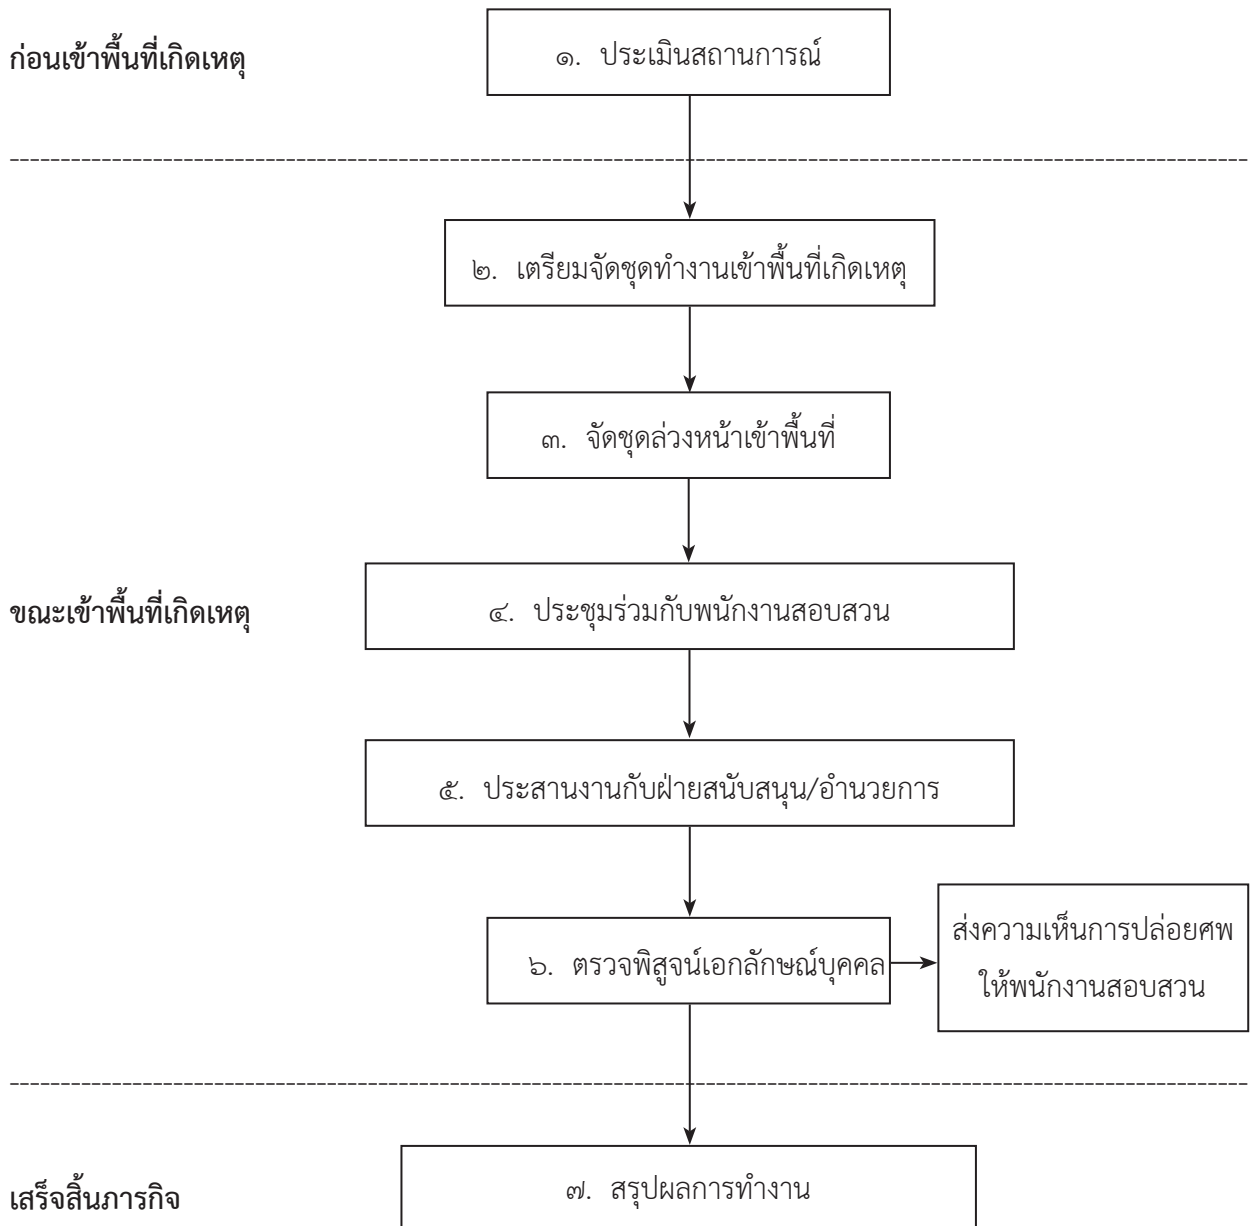 ก่อนเข้าพื้นที่เกิดเหตุ
๑. ประเมินสถานการณ์
๒. เตรียมจัดชุดทำงานเข้าพื้นที่เกิดเหตุ
๓. จัดชุดล่วงหน้าเข้าพื้นที่
ขณะเข้าพื้นที่เกิดเหตุ
๔. ประชุมร่วมกับพนักงานสอบสวน
๕. ประสานงานกับฝ่ายสนับสนุน/อำนวยการ
๖. ตรวจพิสูจน์เอกลักษณ์บุคคล
ส่งความเห็นการปล่อยศพ
ให้พนักงานสอบสวน
เสร็จสิ้นภารกิจ
๗. สรุปผลการทำงาน